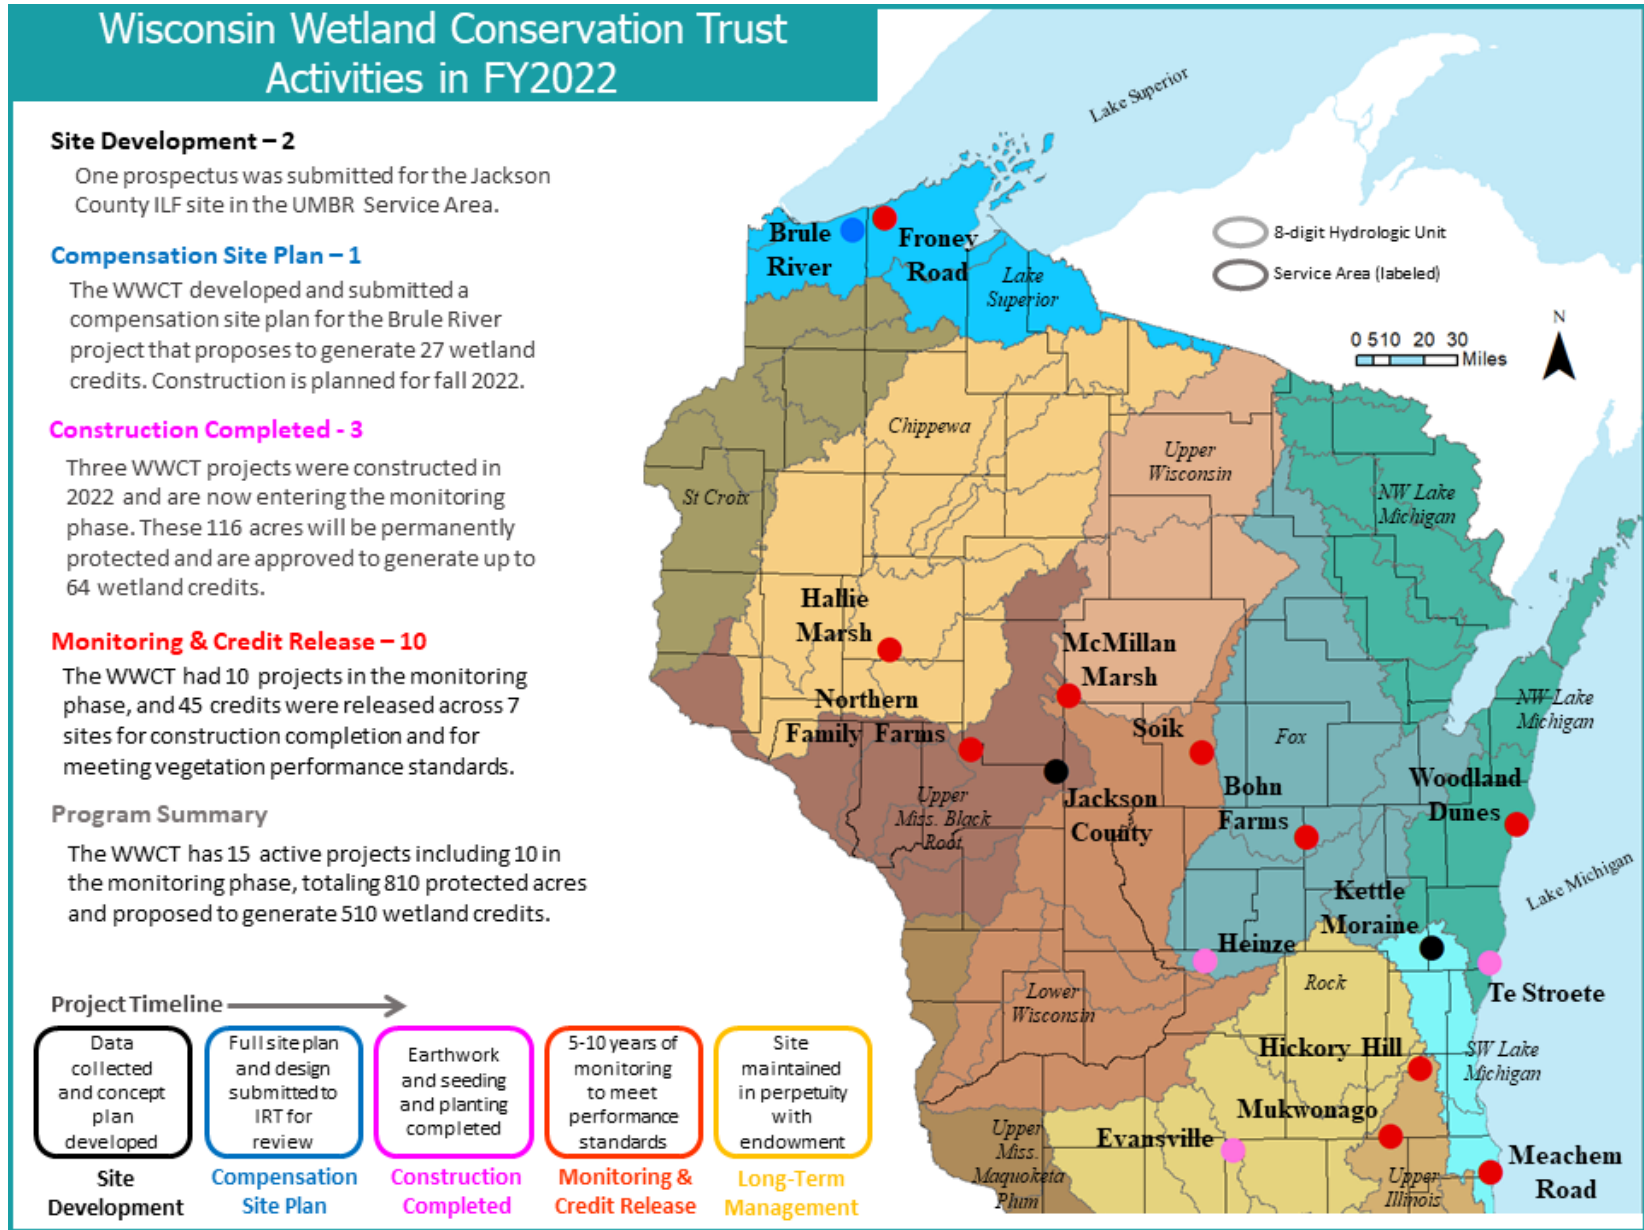 Wisconsin Wetland Conservation Trust
Activities in FY2022
Site Development – 2
One prospectus was submitted for the Jackson
County ILF site in the UMBR Service Area.
Compensation Site Plan – 1
The WWCT developed and submitted a
compensation site plan for the Brule River
project that proposes to generate 27 wetland
credits. Construction is planned for fall 2022.
Construction Completed - 3
Three WWCT projects were constructed in
2022 and are now entering the monitoring
phase. These 116 acres will be permanently
protected and are approved to generate up to
64 wetland credits.
Monitoring & Credit Release – 10
The WWCT had 10 projects in the monitoring
phase, and 45 credits were released across 7
sites for construction completion and for
meeting vegetation performance standards.
Program Summary
The WWCT has 15 active projects including 10 in
the monitoring phase, totaling 810 protected acres
and proposed to generate 510 wetland credits.
Project Timeline
Data
collected
and concept
plan
developed
Site
Development
Full site plan
and design
submitted to
IRT for
review
Compensation
Site Plan
Earthwork
and seeding
and planting
completed
Construction
Completed
5-10 years of
monitoring
to meet
performance
standards
Monitoring &
Credit Release
Site
maintained
in perpetuity
with
endowment
Long-Term
Management
Lake Superior
8-digit Hydrologic Unit
Service Area (labeled)
N
0 510 20 30
Miles
Brule
River
Froney
Road
Lake
Superior
Chippewa
Upper
Wisconsin
St Croix
NW Lake
Michigan
Hallie
Marsh
McMillan
Marsh
Northern
Family Farms
Soik
Fox
NW Lake
Michigan
Upper
Miss. Black
Root
Jackson
County
Bohn
Farms
Woodland
Dunes
Lake Michigan
Kettle
Moraine
Heinze
Te Stroete
Rock
Lower
Wisconsin
Hickory Hill
SW Lake
Michigan
Mukwonago
Evansville
Upper
Miss.
Maquoketa
Plum
Upper
Illinois
Meachem
Road